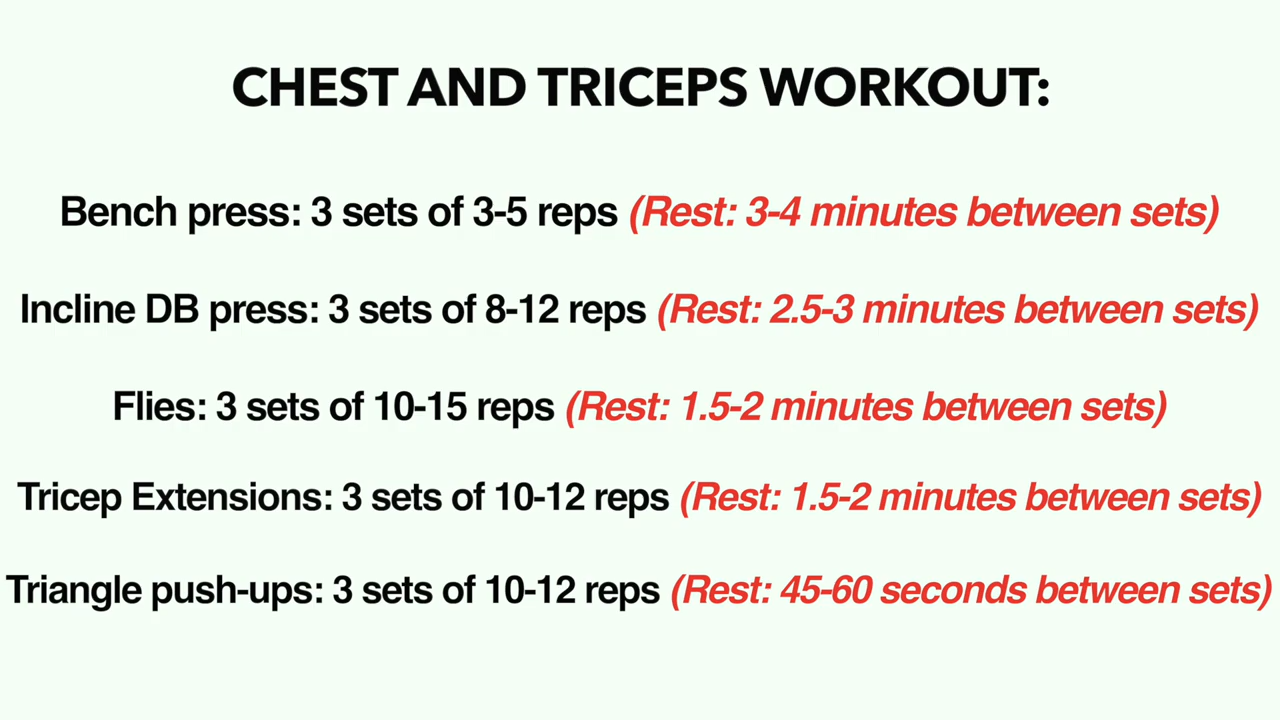 CHEST AND TRICEPS WORKOUT:
Bench press: 3 sets of 3-5 reps (Rest: 3-4 minutes between sets)
Incline DB press: 3 sets of 8-12 reps (Rest: 2.5-3 minutes between sets)
Flies: 3 sets of 10-15 reps (Rest: 1.5-2 minutes between sets)
Tricep Extensions: 3 sets of 10-12 reps (Rest: 1.5-2 minutes between sets)
Triangle push-ups: 3 sets of 10-12 reps (Rest: 45-60 seconds between sets)